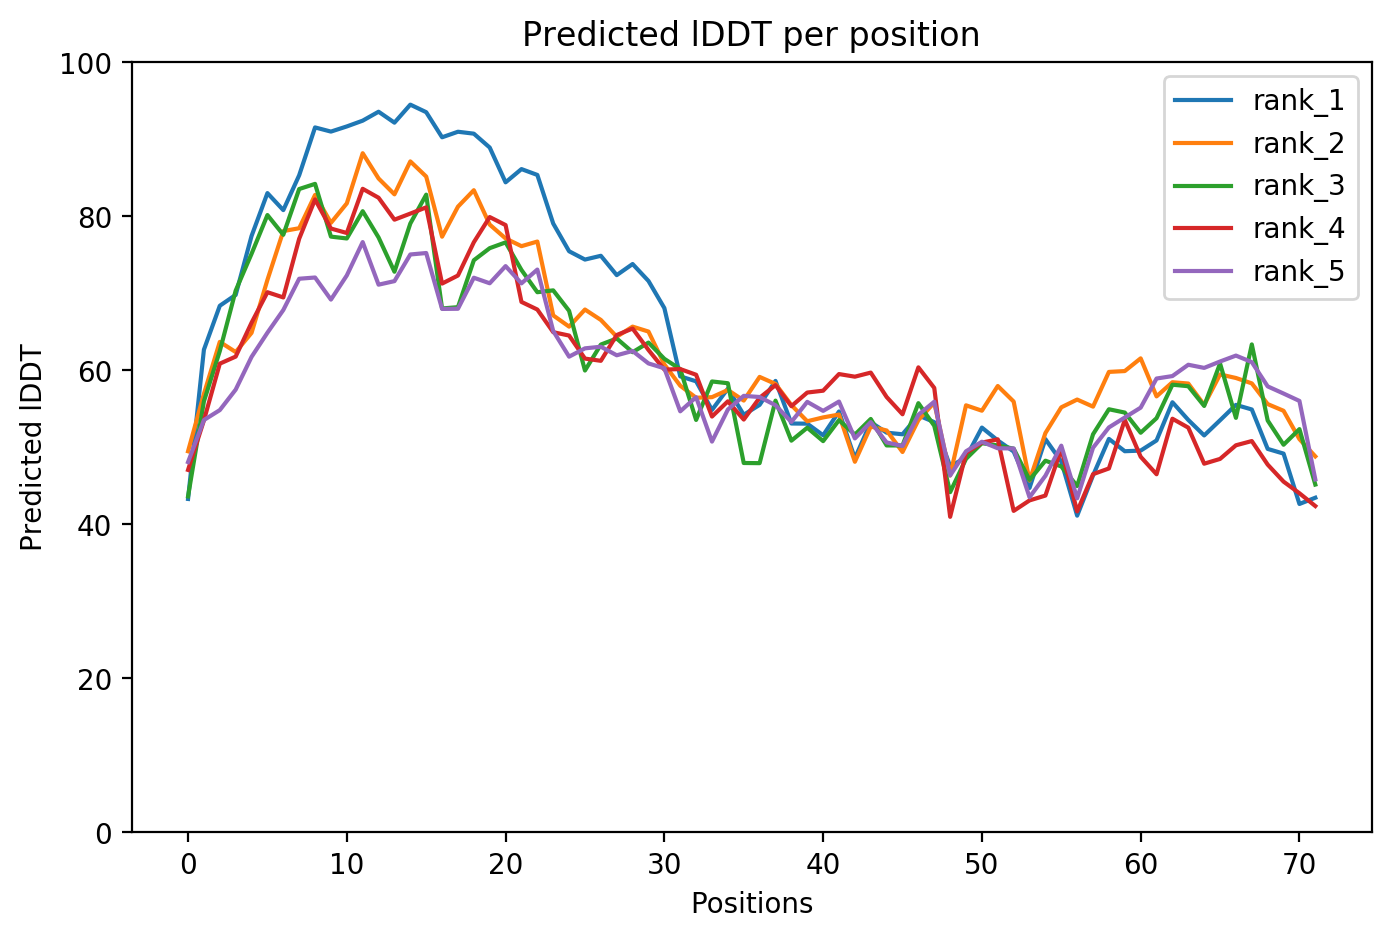 Predicted lDDT per position
100
80
60
40
20
0
Predicted lDDT
rank_1
rank_2
rank_3
rank_4
rank_5
0 10 20 30 40 50 60 70
Positions